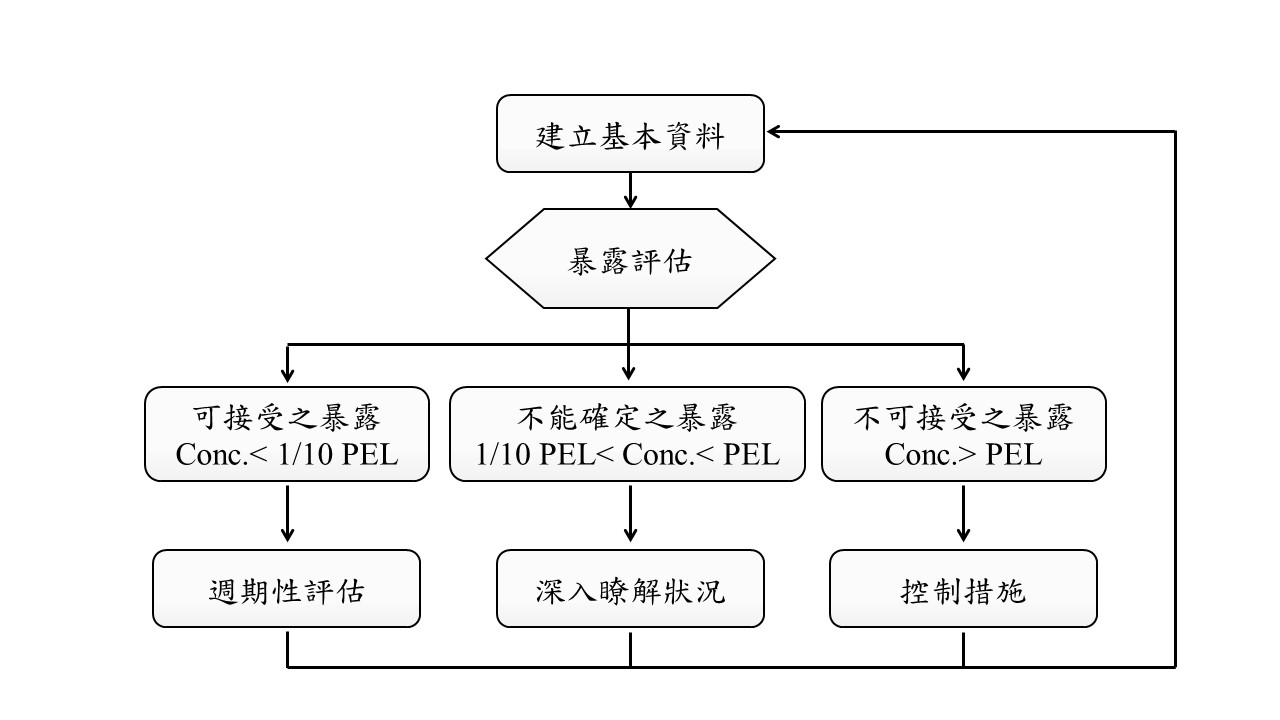 建立基本資料
暴露評估
可接受之暴露
Conc.< 1/10 PEL
不能確定之暴露
1/10 PEL< Conc.< PEL
不可接受之暴露
Conc.> PEL
週期性評估
深入瞭解狀況
控制措施